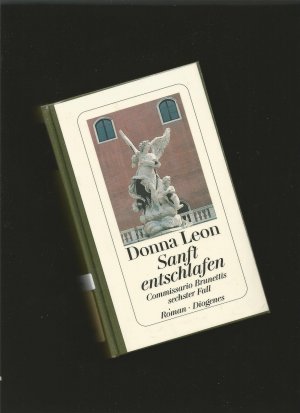 Donna Leon
Sanft
entschlafen
Commissario Brunettis
sechster Fall
Roman · Diogenes